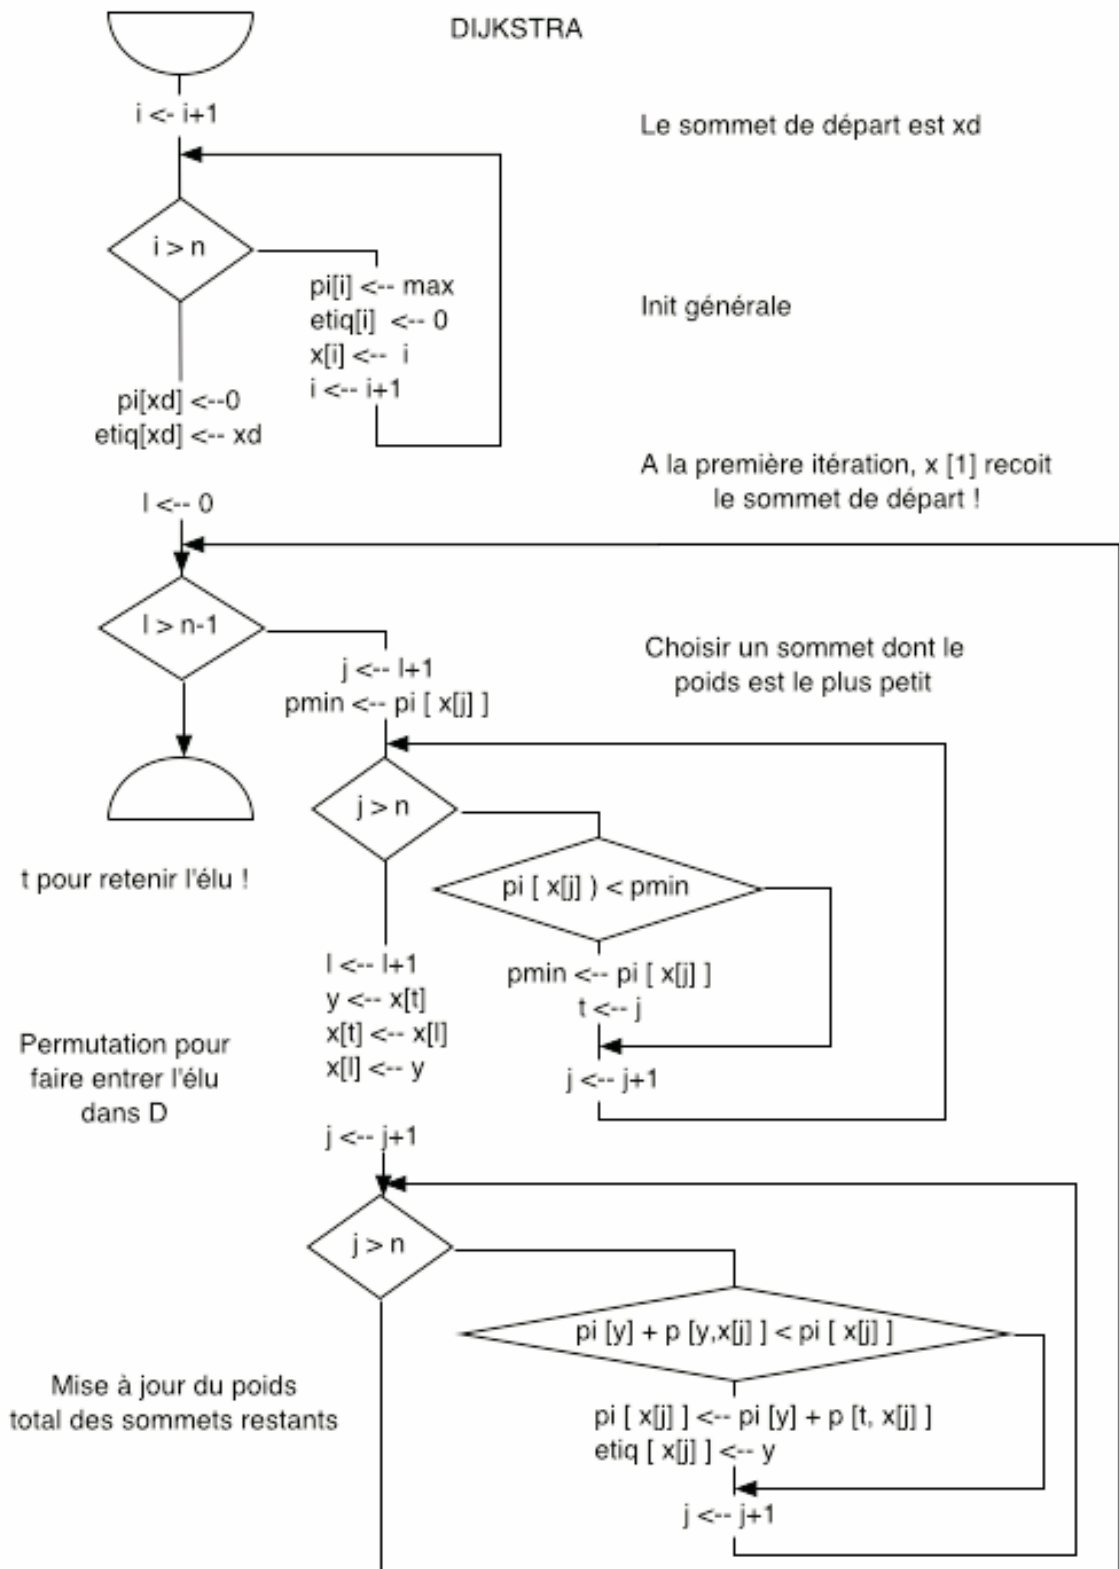 DIJKSTRA
i <- i+1
Le sommet de départ est xd
i > n
pi[i] <-- max
etiq[i] <-- 0
x[i] <-- i
i <-- i+1
Init générale
pi[xd] <--0
etiq[xd] <-- xd
A la première itération, x [1] recoit
le sommet de départ !
l <-- 0
l > n-1
j <-- l+1
pmin <-- pi [ x[j] ]
Choisir un sommet dont le
poids est le plus petit
j > n
t pour retenir l'élu !
pi [ x[j] ) < pmin
pmin <-- pi [ x[j] ]
t <-- j
j <-- j+1
l <-- l+1
y <-- x[t]
x[t] <-- x[l]
x[l] <-- y
Permutation pour
faire entrer l'élu
dans D
j <-- j+1
j > n
pi [y] + p [y,x[j] ] < pi [ x[j] ]
Mise à jour du poids
total des sommets restants
pi [ x[j] ] <-- pi [y] + p [t, x[j] ]
etiq [ x[j] ] <-- y
j <-- j+1